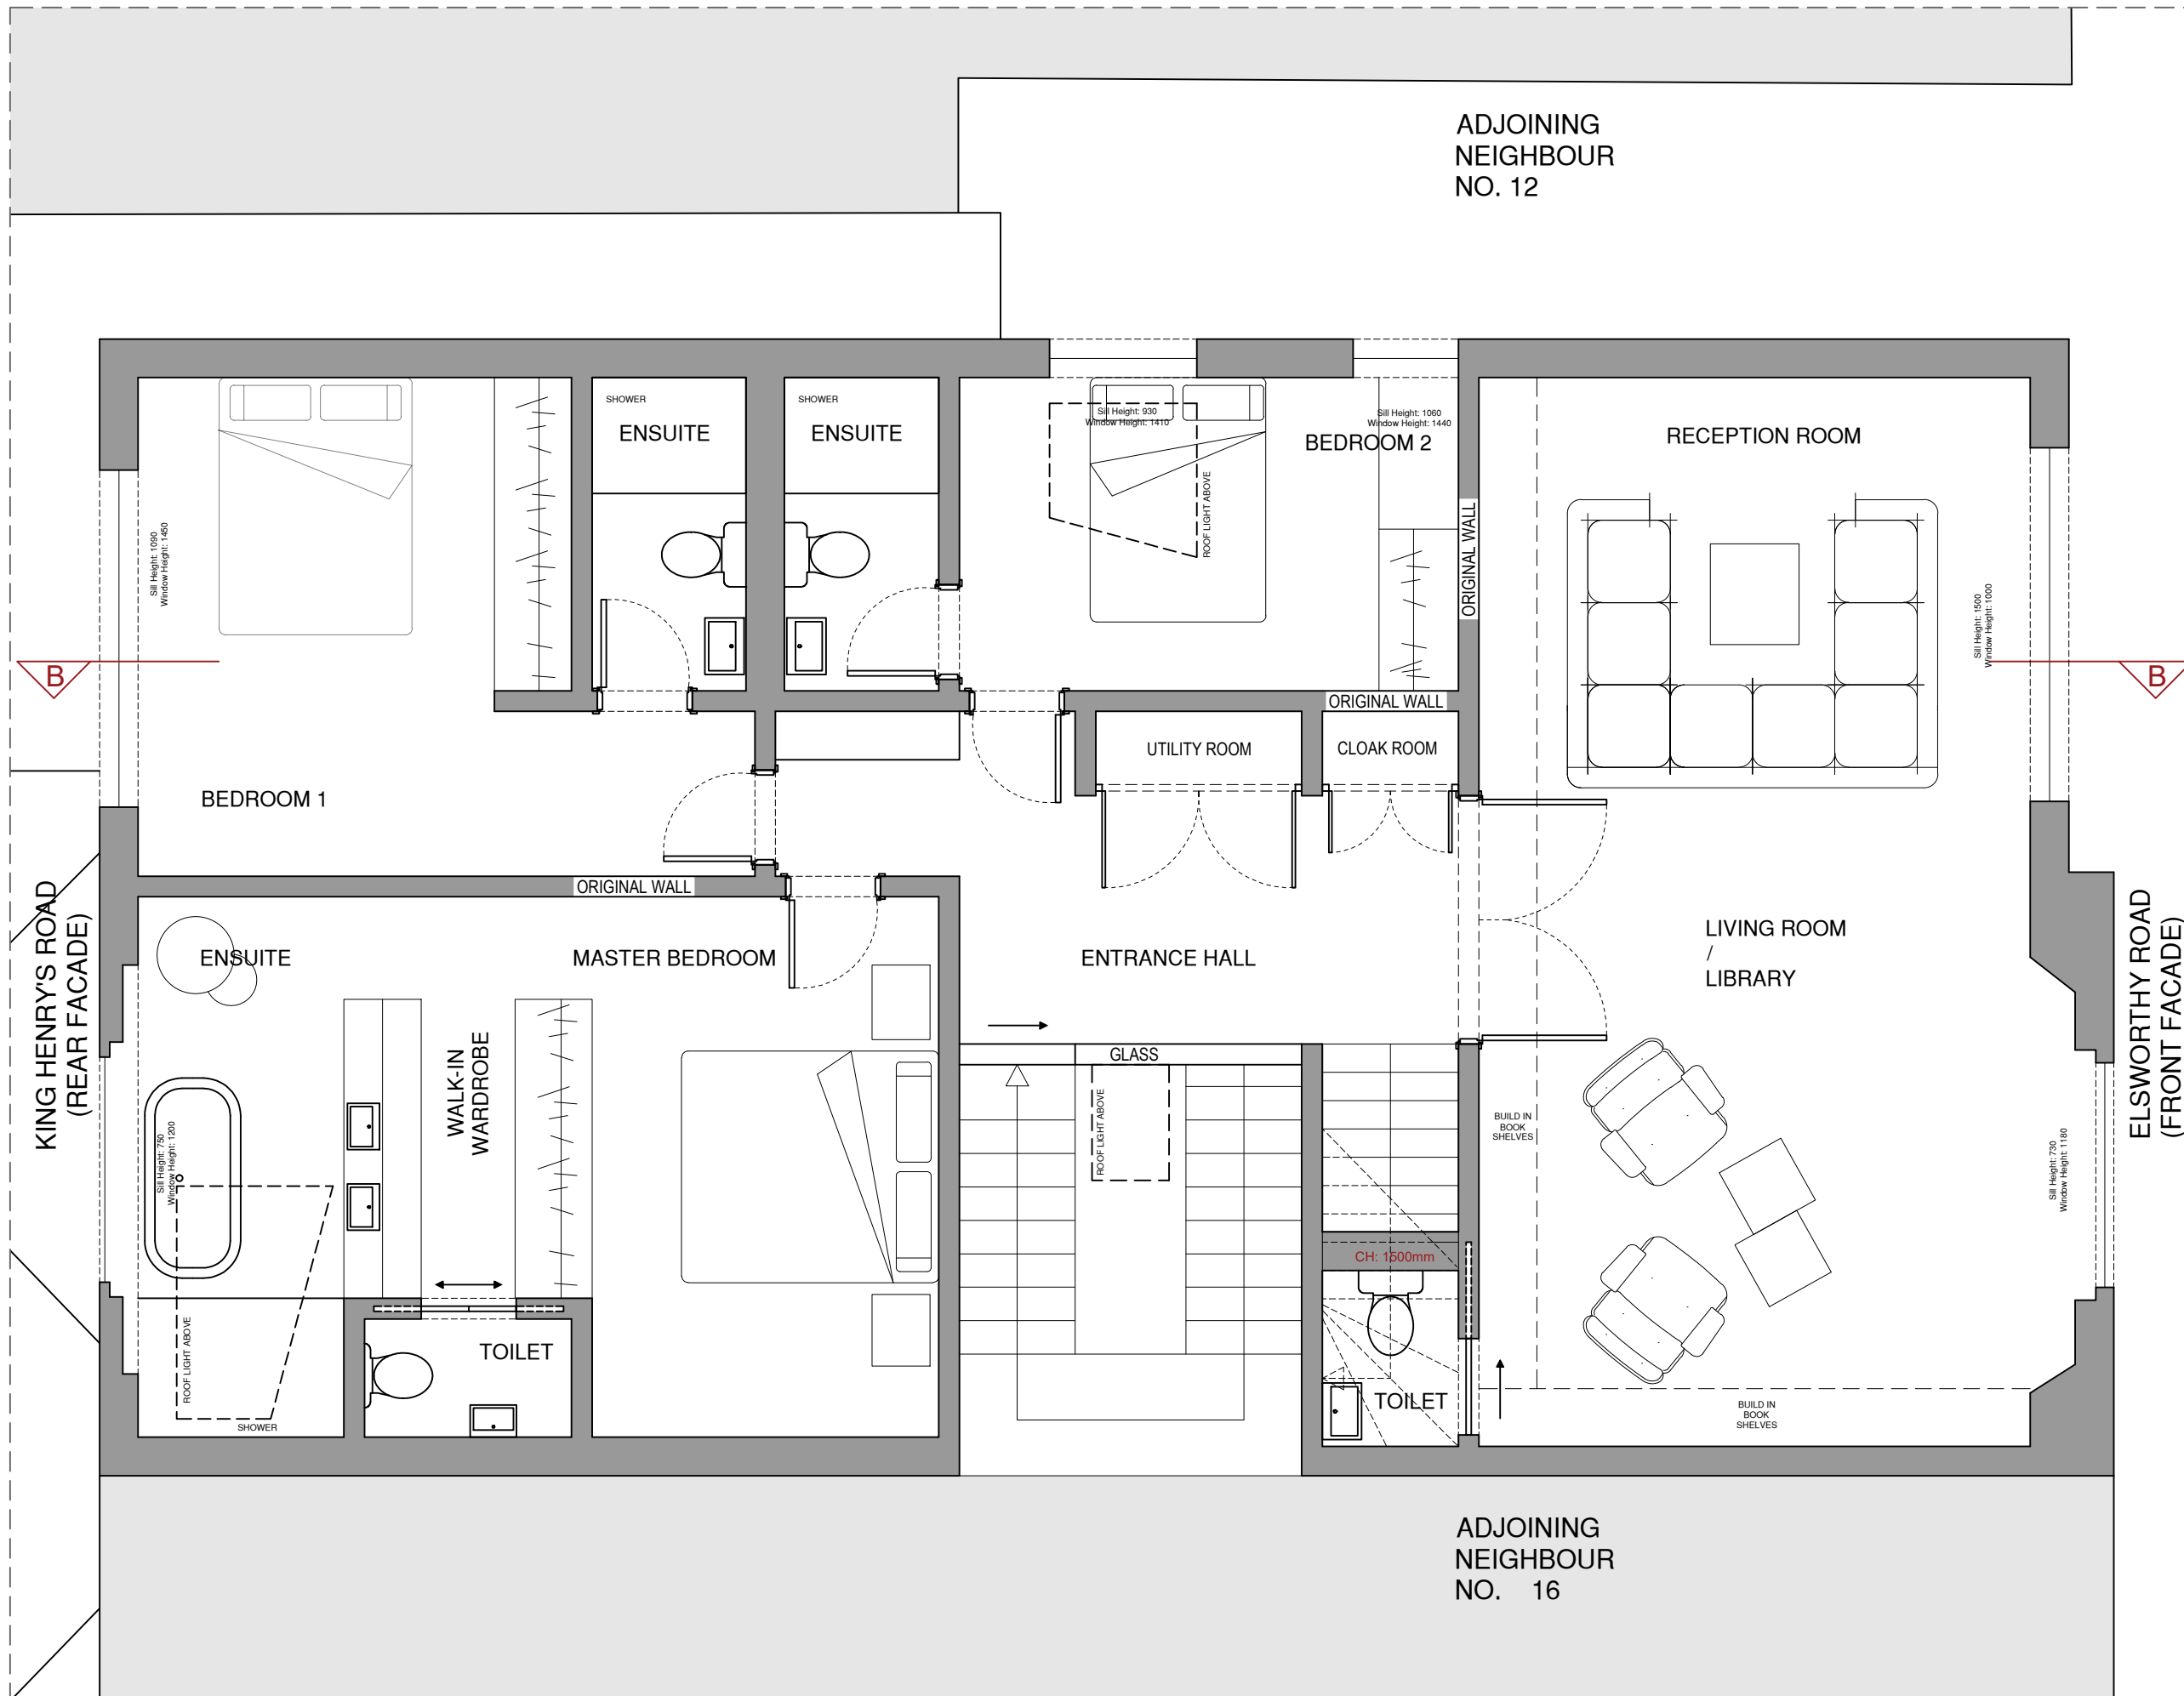 ADJOINING
NEIGHBOUR
NO. 12
SHOWER
ENSUITE
SHOWER
ENSUITE
Sill Height: 930
Window Height: 1410
Sill Height: 1060
Window Height: 1440
BEDROOM 2
RECEPTION ROOM
ROOF LIGHT ABOVE
ORIGINAL WALL
Sill Height: 1090
Window Height: 1450
Sill Height: 1500
Window Height: 1000
B
B
ORIGINAL WALL
UTILITY ROOM
CLOAK ROOM
BEDROOM 1
ORIGINAL WALL
KING HENRY'S ROAD
(REAR FACADE)
ENSUITE
MASTER BEDROOM
ENTRANCE HALL
LIVING ROOM
/
LIBRARY
ELSWORTHY ROAD
(FRONT FACADE)
GLASS
WALK-IN
WARDROBE
ROOF LIGHT ABOVE
BUILD IN
BOOK
SHELVES
Sill Height: 750
Window Height: 1200
Sill Height: 730
Window Height: 1180
CH: 1500mm
ROOF LIGHT ABOVE
TOILET
TOILET
SHOWER
BUILD IN
BOOK
SHELVES
ADJOINING
NEIGHBOUR
NO. 16